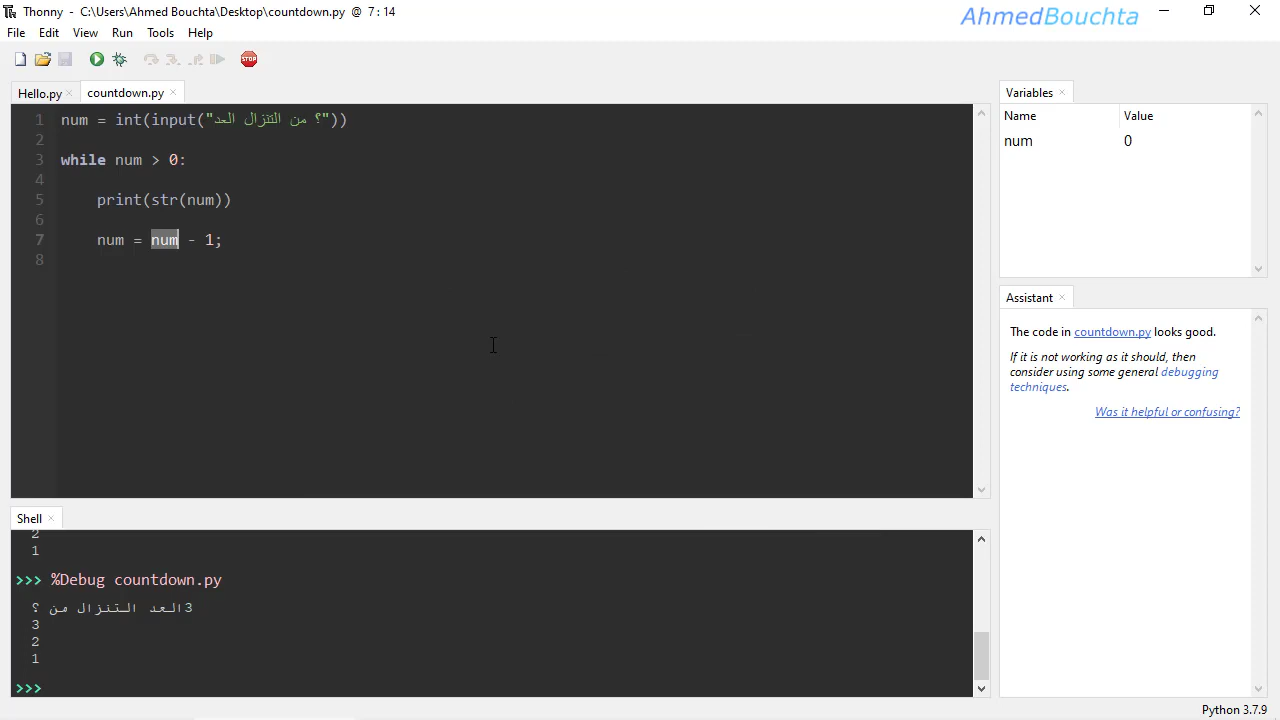 Thonny - C:\Users\Ahmed Bouchta\Desktop\countdown.py @ 7:14
AhmedBouchta
File Edit View Run Tools Help
STOP
Hello.py × countdown.py ×
1 num = int(input("العد التنزال من ؟"))
2
3 while num > 0:
4
5 print(str(num))
6
7 num = num - 1;
8
Variables ×
Name Value
num 0
Assistant ×
The code in countdown.py looks good.
If it is not working as it should, then
consider using some general debugging
techniques.
Was it helpful or confusing?
Shell ×
2
1
>>> %Debug countdown.py
العد التنزال من ؟3
3
2
1
>>>
Python 3.7.9